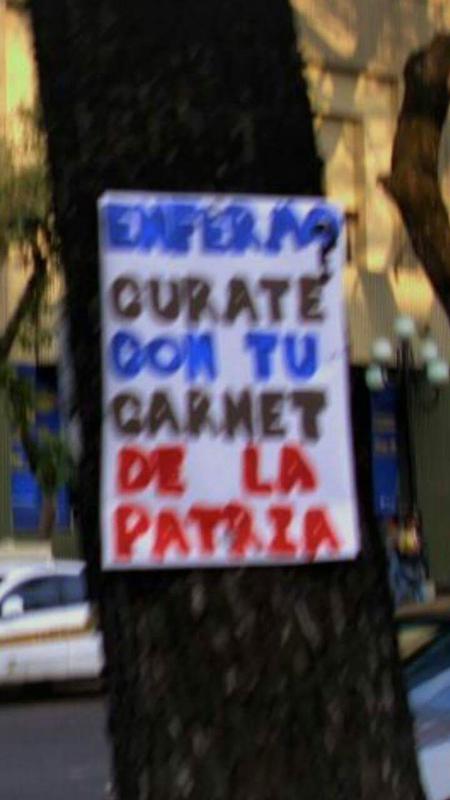 ENFERMO?
CURATE
CON TU
CARNET
DE LA
PATRIA